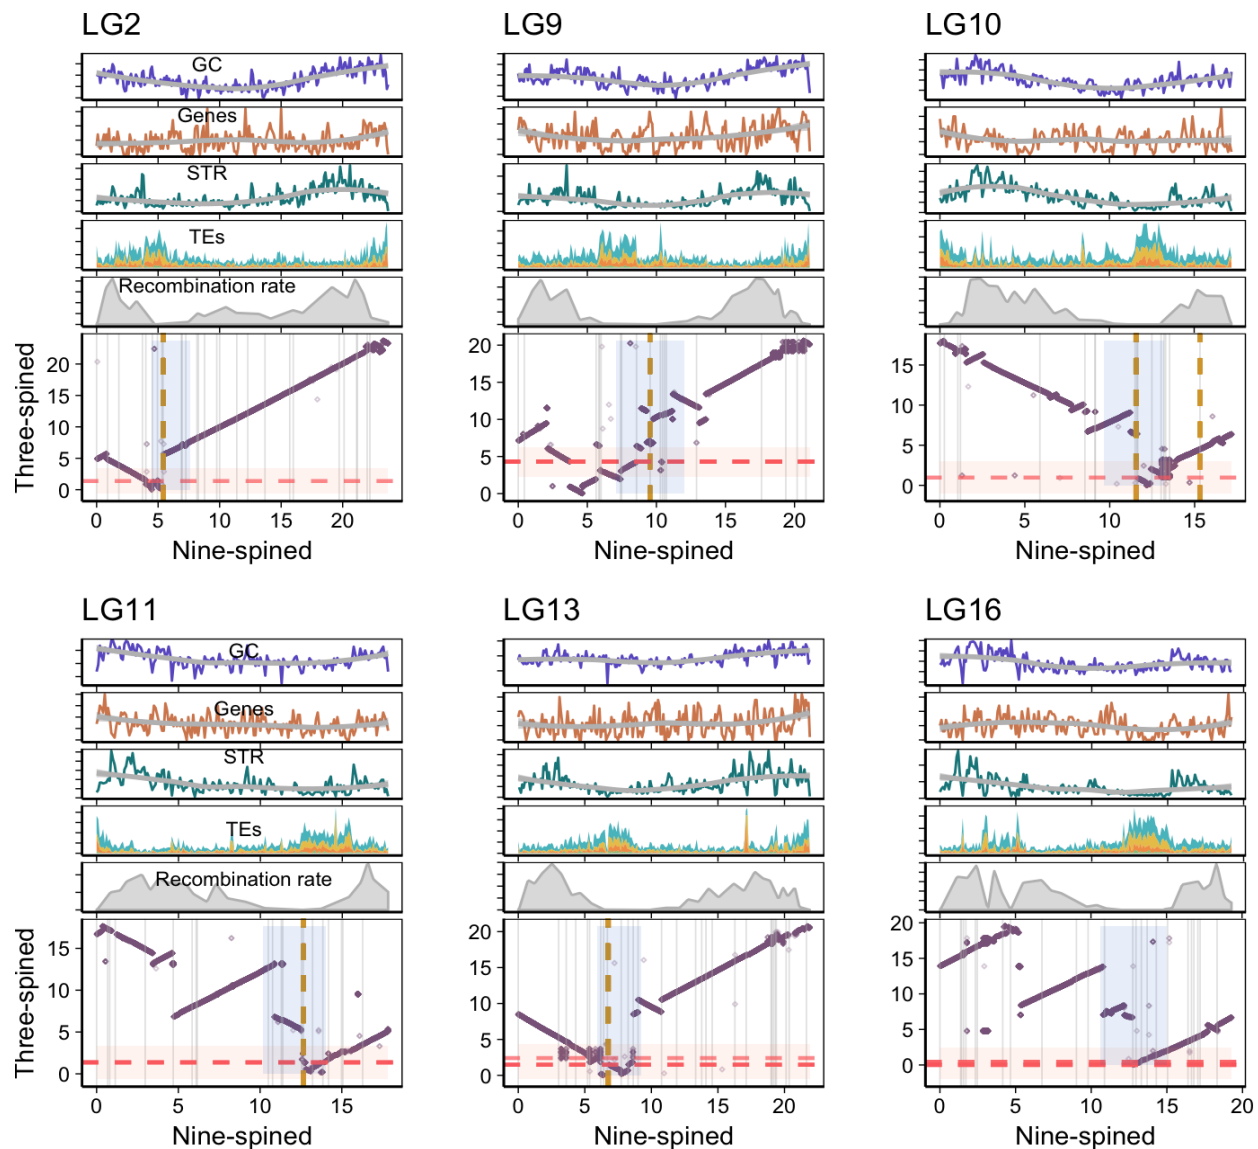 LG2 LG9 LG10
GC
Genes
STR
TEs
Recombination rate
Three-spined
20
15
10
5
0
20
15
10
5
0
15
10
5
0
0 5 10 15 20
0 5 10 15 20
0 5 10 15
Nine-spined Nine-spined Nine-spined
LG11 LG13 LG16
GC
Genes
STR
TEs
Recombination rate
Three-spined
15
10
5
0
20
15
10
5
0
20
15
10
5
0
0 5 10 15
0 5 10 15 20
0 5 10 15 20
Nine-spined Nine-spined Nine-spined